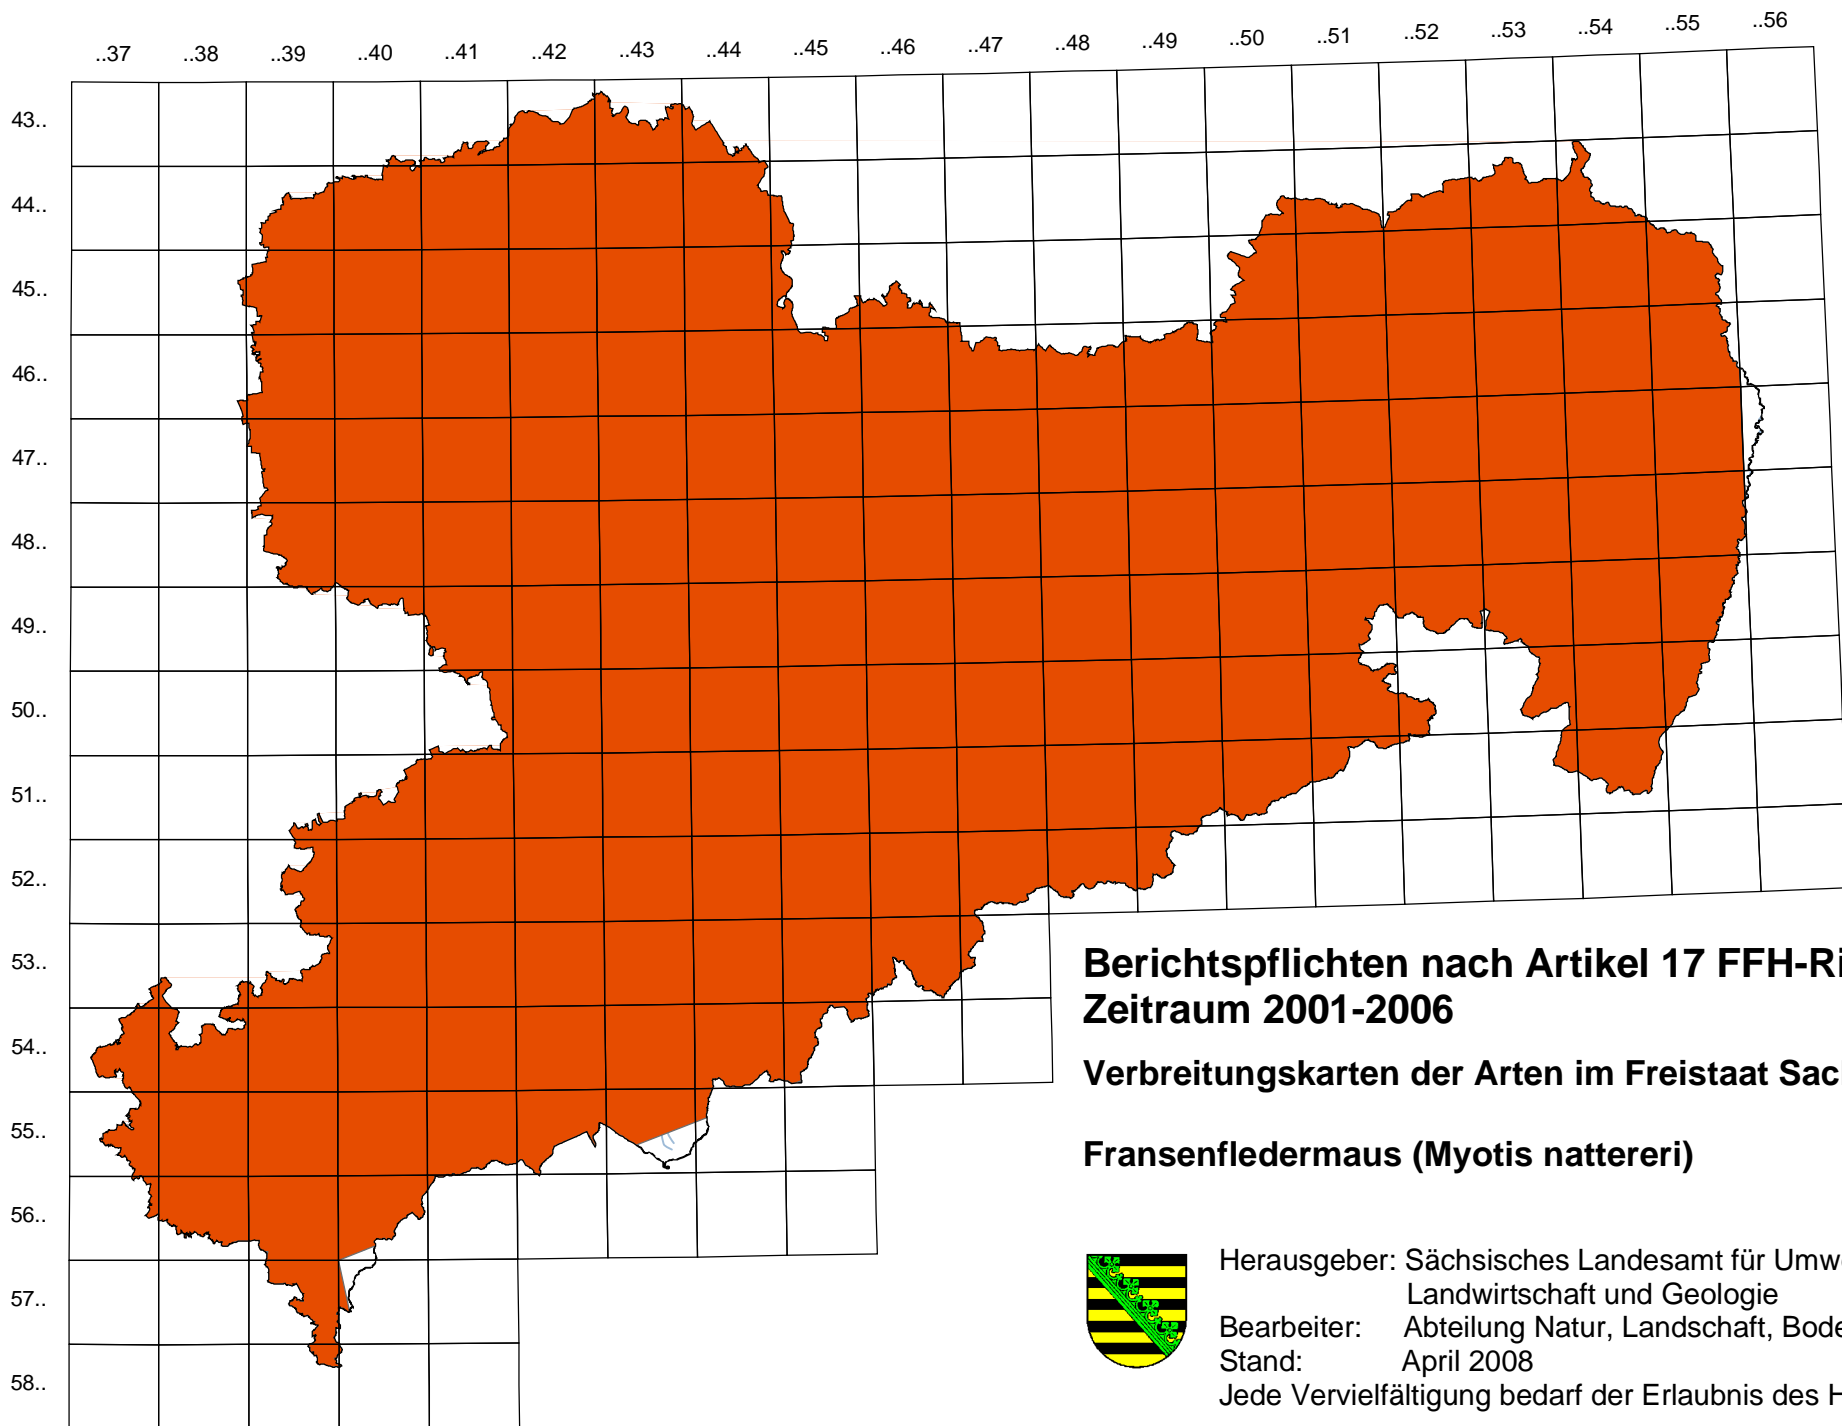 ..37 ..38 ..39 ..40 ..41 ..42 ..43 ..44 ..45 ..46 ..47 ..48 ..49 ..50 ..51 ..52 ..53 ..54 ..55 ..56
43..
44..
45..
46..
47..
48..
49..
50..
51..
52..
53..
54..
55..
56..
57..
58..
Berichtspflichten nach Artikel 17 FFH-Ri
Zeitraum 2001-2006
Verbreitungskarten der Arten im Freistaat Sac
Fransenfledermaus (Myotis nattereri)
Herausgeber: Sächsisches Landesamt für Umwe
Landwirtschaft und Geologie
Bearbeiter: Abteilung Natur, Landschaft, Bode
Stand: April 2008
Jede Vervielfältigung bedarf der Erlaubnis des H